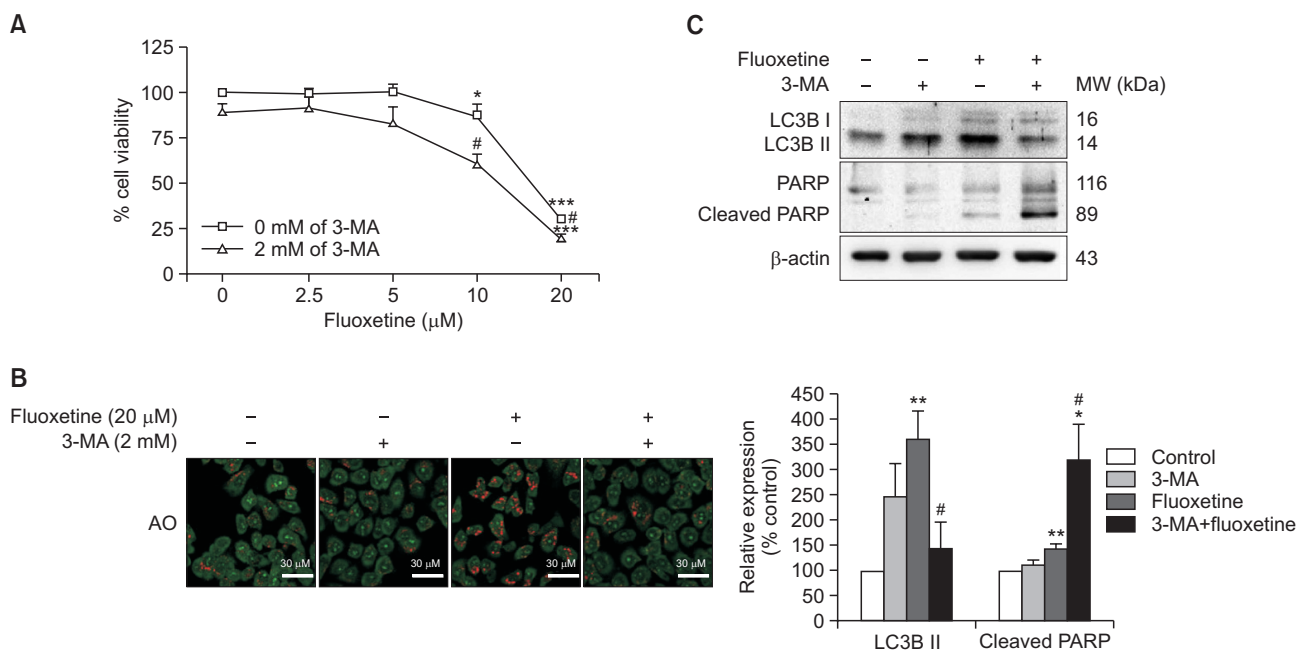 A
125
100
75
50
25
0
% cell viability
*
#
***
#
***
0 mM of 3-MA
2 mM of 3-MA
0 2.5 5 10 20
Fluoxetine (μM)
B
Fluoxetine (20 μM) – – + +
3-MA (2 mM) – + – +
AO
30 μM 30 μM 30 μM 30 μM
C
Fluoxetine – – + +
3-MA – + – + MW (kDa)
LC3B I 16
LC3B II 14
PARP 116
Cleaved PARP 89
β-actin 43
450
400
350
300
250
200
150
100
50
0
Relative expression
(% control)
**
#
**
#
*
LC3B II Cleaved PARP
Control
3-MA
Fluoxetine
3-MA+fluoxetine